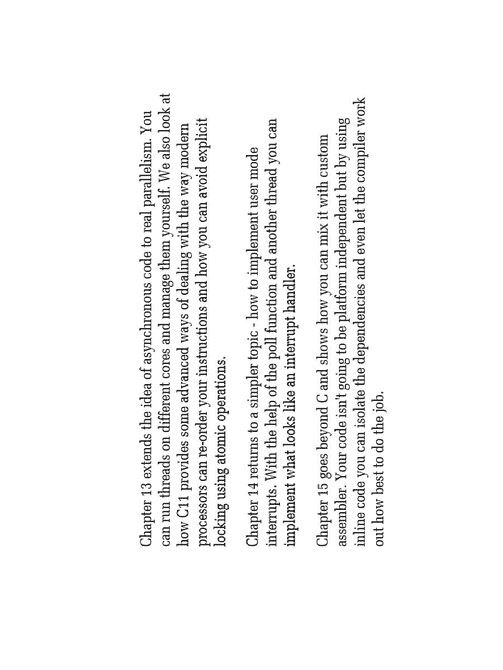 Chapter 13 extends the idea of asynchronous code to real parallelism. You
can run threads on different cores and manage them yourself. We also look at
how C11 provides some advanced ways of dealing with the way modern
processors can re-order your instructions and how you can avoid explicit
locking using atomic operations.
Chapter 14 returns to a simpler topic - how to implement user mode
interrupts. With the help of the poll function and another thread you can
implement what looks like an interrupt handler.
Chapter 15 goes beyond C and shows how you can mix it with custom
assembler. Your code isn't going to be platform independent but by using
inline code you can isolate the dependencies and even let the compiler work
out how best to do the job.